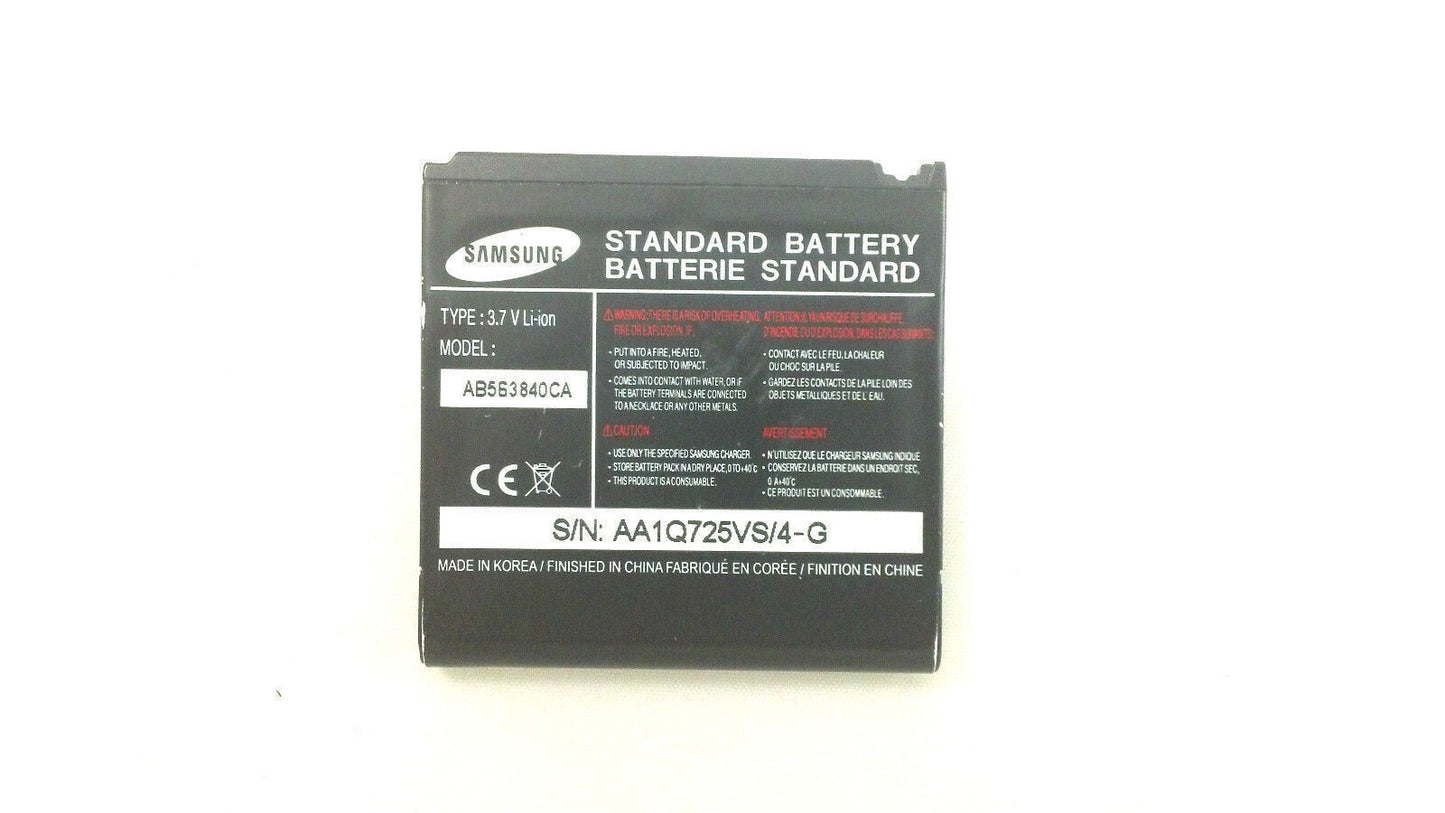 SAMSUNG
STANDARD BATTERY
BATTERIE STANDARD
TYPE : 3.7 V Li-ion
MODEL :
AB563840CA
CE
⚠ WARNING: THERE IS A RISK OF OVERHEATING,
FIRE OR EXPLOSION, IF
• PUT INTO A FIRE, HEATED,
OR SUBJECTED TO IMPACT.
• COMES INTO CONTACT WITH WATER, OR IF
THE BATTERY TERMINALS ARE CONNECTED
TO A NECKLACE OR ANY OTHER METALS.
⚠ CAUTION
• USE ONLY THE SPECIFIED SAMSUNG CHARGER.
• STORE BATTERY PACK IN A DRY PLACE, 0 TO +40°C
• THIS PRODUCT IS A CONSUMABLE.
ATTENTION: IL YA UN RISQUE DE SURCHAUFFE,
D'INCENDIE OU D'EXPLOSION, DANS LES CAS SUIVANTS:
• CONTACT AVEC LE FEU, LA CHALEUR
OU CHOC SUR LA PILE.
• GARDEZ LES CONTACTS DE LA PILE LOIN DES
OBJETS METALLIQUES ET DE L' EAU.
AVERTISSEMENT
• N'UTILISEZ QUE LE CHARGEUR SAMSUNG INDIQUE
• CONSERVEZ LA BATTERIE DANS UN ENDROIT SEC,
0 A +40°C
• CE PRODUIT EST UN CONSOMMABLE.
S/N: AA1Q725VS/4-G
MADE IN KOREA / FINISHED IN CHINA FABRIQUÉ EN CORÉE / FINITION EN CHINE